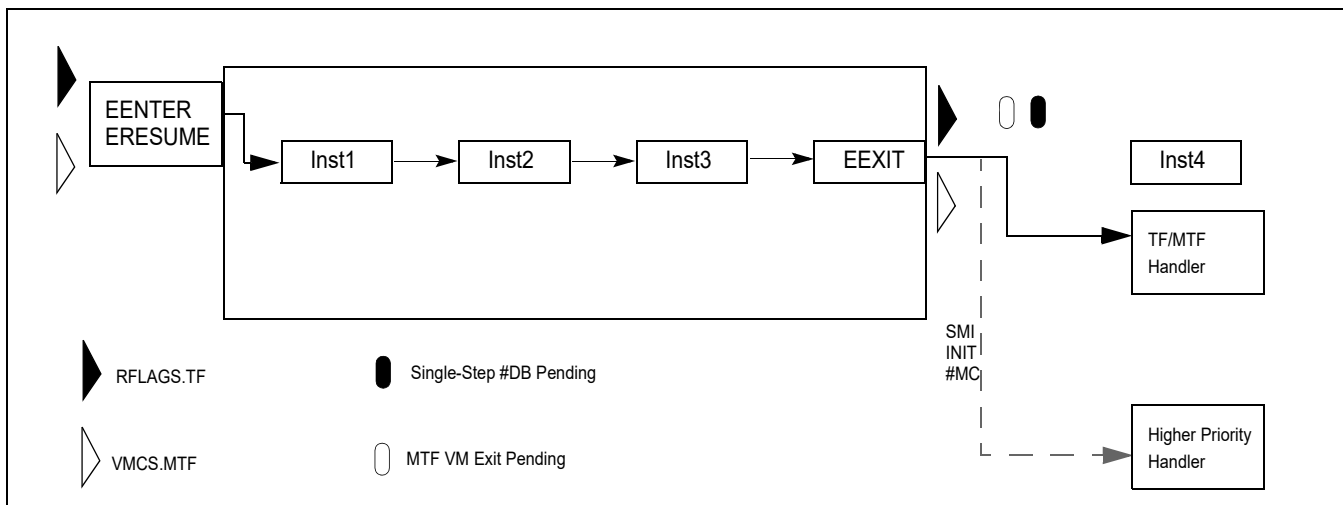 EENTER
ERESUME
Inst1
Inst2
Inst3
EEXIT
Inst4
TF/MTF
Handler
SMI
INIT
#MC
RFLAGS.TF
Single-Step #DB Pending
VMCS.MTF
MTF VM Exit Pending
Higher Priority
Handler